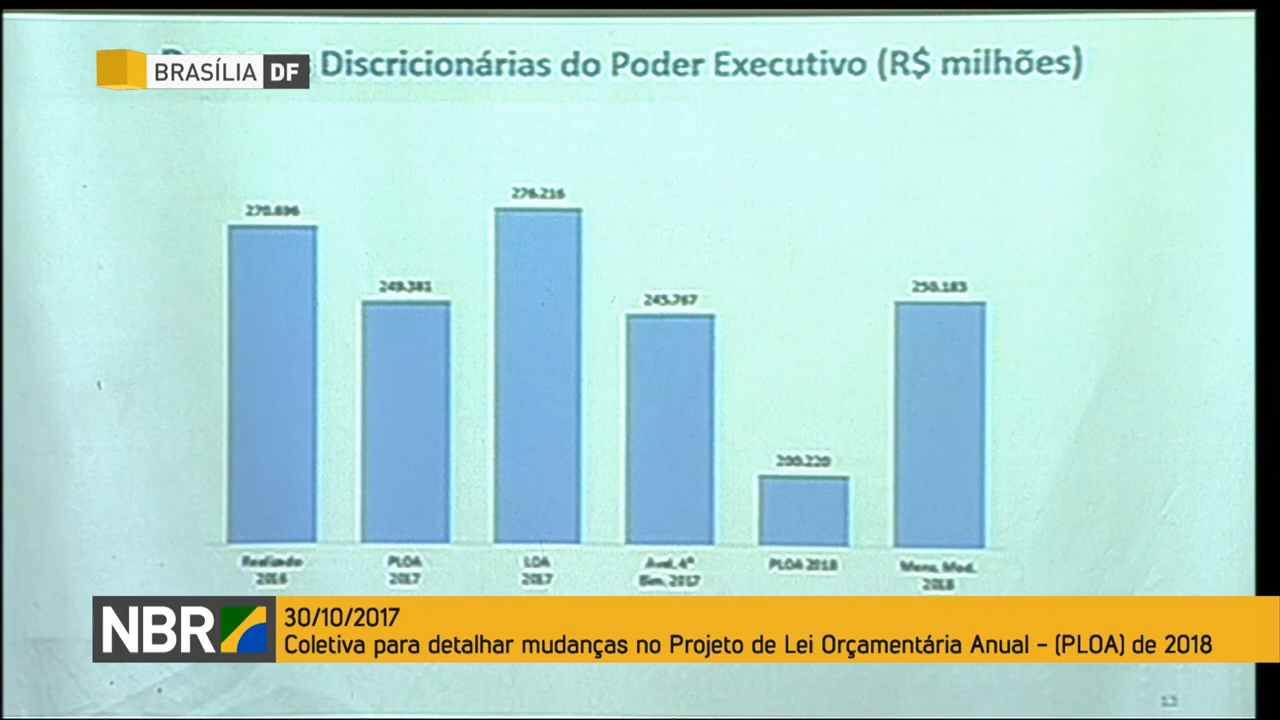 BRASÍLIA DF
Discricionárias do Poder Executivo (R$ milhões)
276.216
270.696
249.381
245.767
250.183
200.220
Realizado
2016
PLOA
2017
LOA
2017
Aval. 4º
Bim. 2017
PLOA 2018
Mens. Mod.
2018
NBR
30/10/2017
Coletiva para detalhar mudanças no Projeto de Lei Orçamentária Anual - (PLOA) de 2018